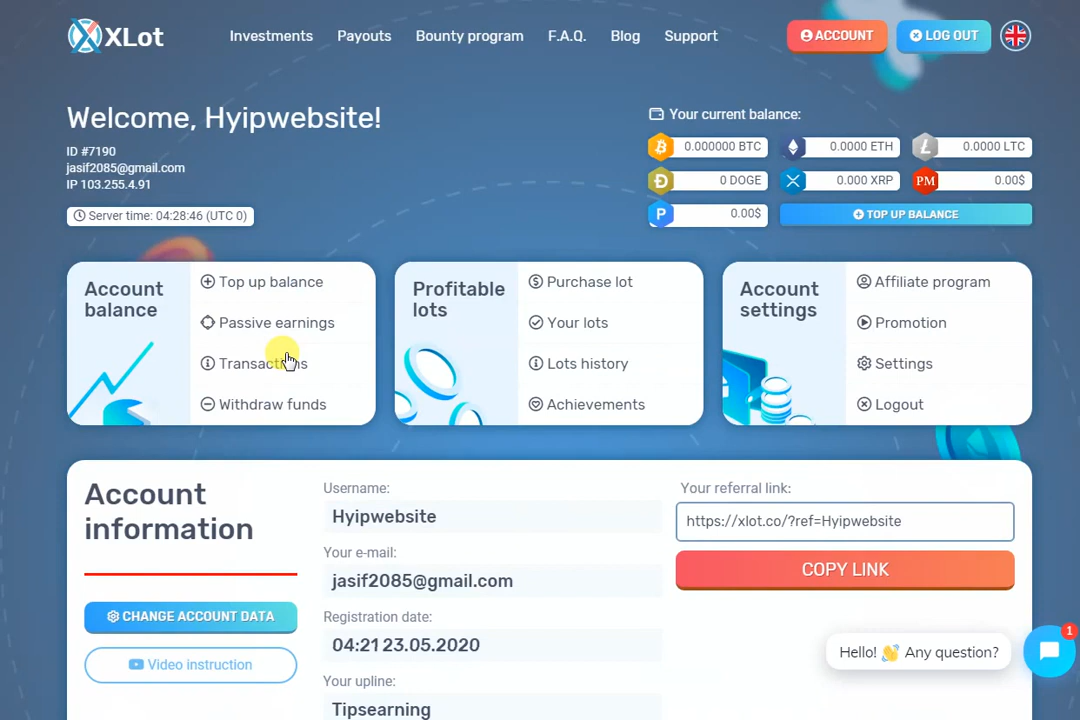 XLot
Investments Payouts Bounty program F.A.Q. Blog Support
ACCOUNT LOG OUT
Welcome, Hyipwebsite!
ID #7190
jasif2085@gmail.com
IP 103.255.4.91
Server time: 04:28:46 (UTC 0)
Your current balance:
0.000000 BTC 0.0000 ETH 0.0000 LTC
0 DOGE 0.000 XRP PM 0.00$
P 0.00$ TOP UP BALANCE
Account
balance
Top up balance
Passive earnings
Withdraw funds
Profitable
lots
Purchase lot
Your lots
Lots history
Achievements
Account
settings
Affiliate program
Promotion
Settings
Logout
Account
information
CHANGE ACCOUNT DATA
Video instruction
Username:
Hyipwebsite
Your e-mail:
jasif2085@gmail.com
Registration date:
04:21 23.05.2020
Your upline:
Tipsearning
Your referral link:
https://xlot.co/?ref=Hyipwebsite
COPY LINK
Hello! 👋 Any question?
1